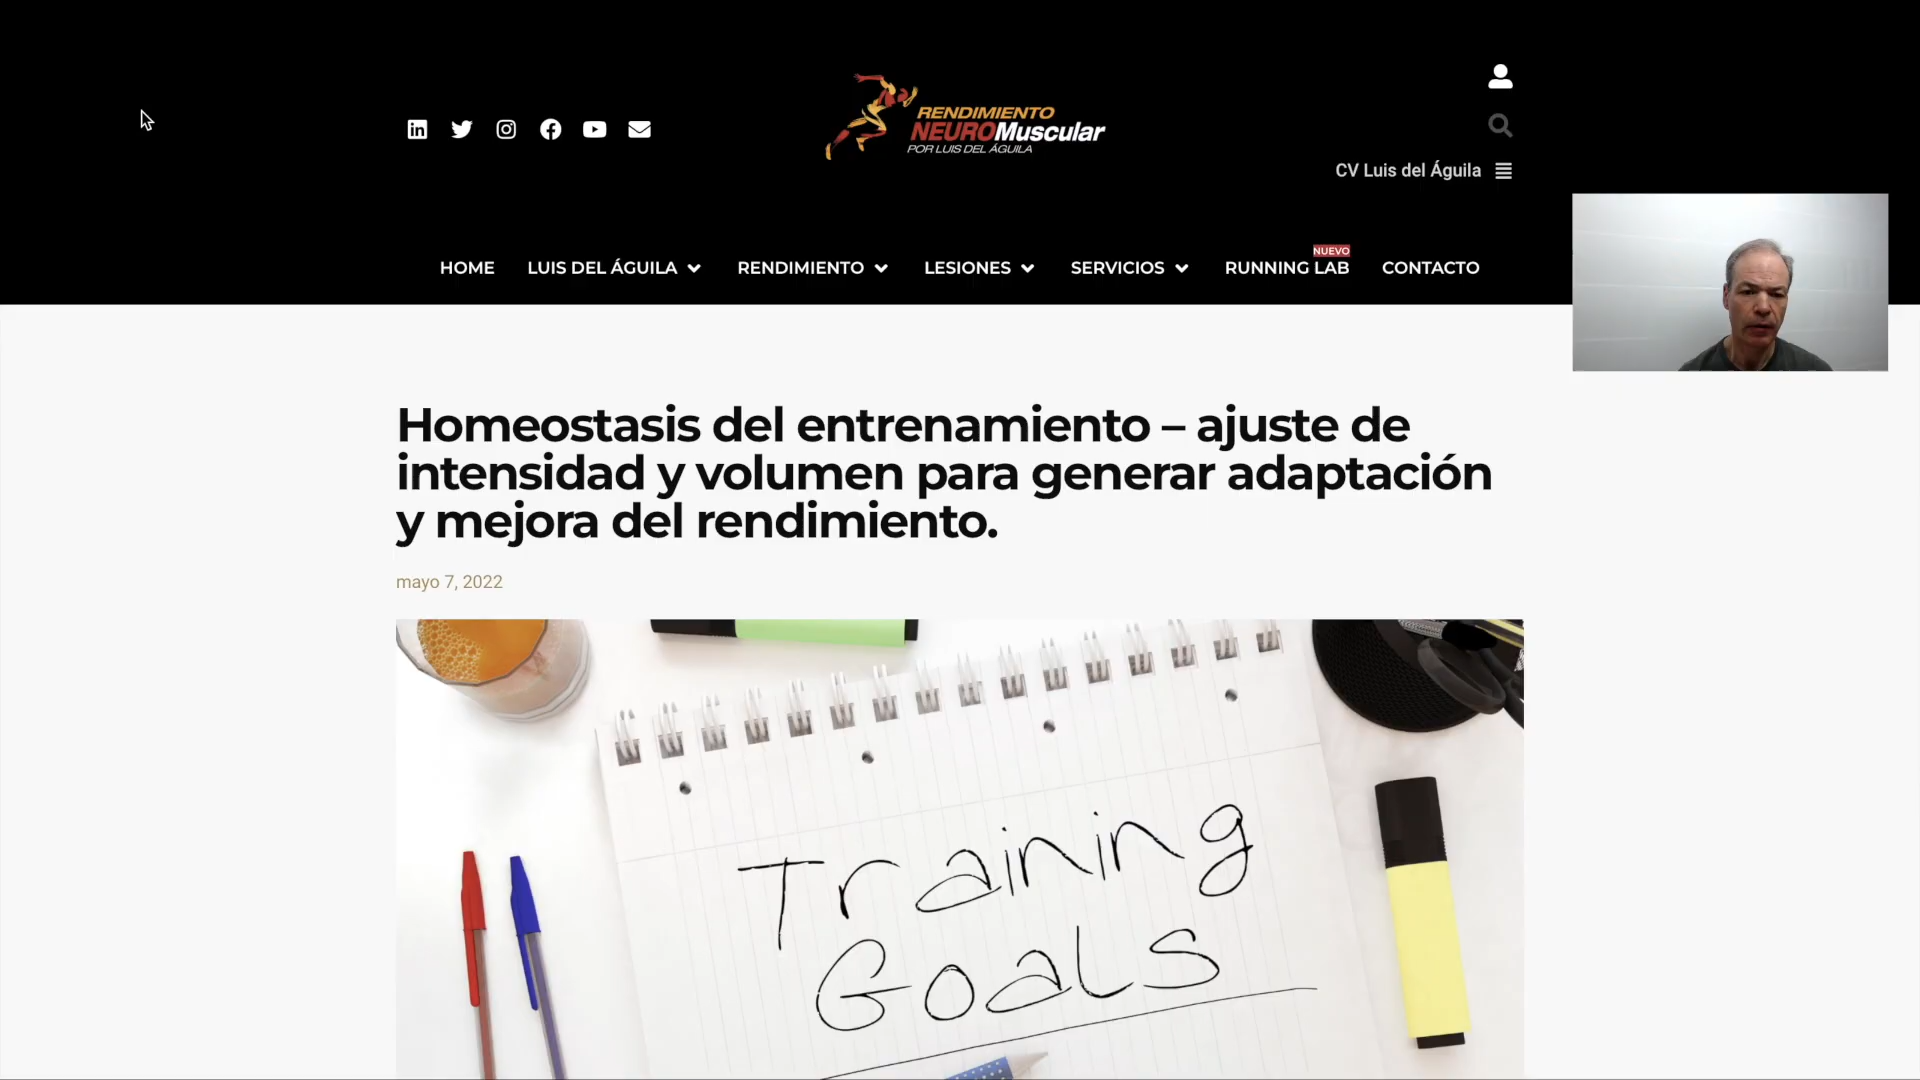 RENDIMIENTO
NEUROMuscular
POR LUIS DEL ÁGUILA
CV Luis del Águila
HOME
LUIS DEL ÁGUILA
RENDIMIENTO
LESIONES
SERVICIOS
NUEVO
RUNNING LAB
CONTACTO
Homeostasis del entrenamiento – ajuste de
intensidad y volumen para generar adaptación
y mejora del rendimiento.
mayo 7, 2022
Training
Goals